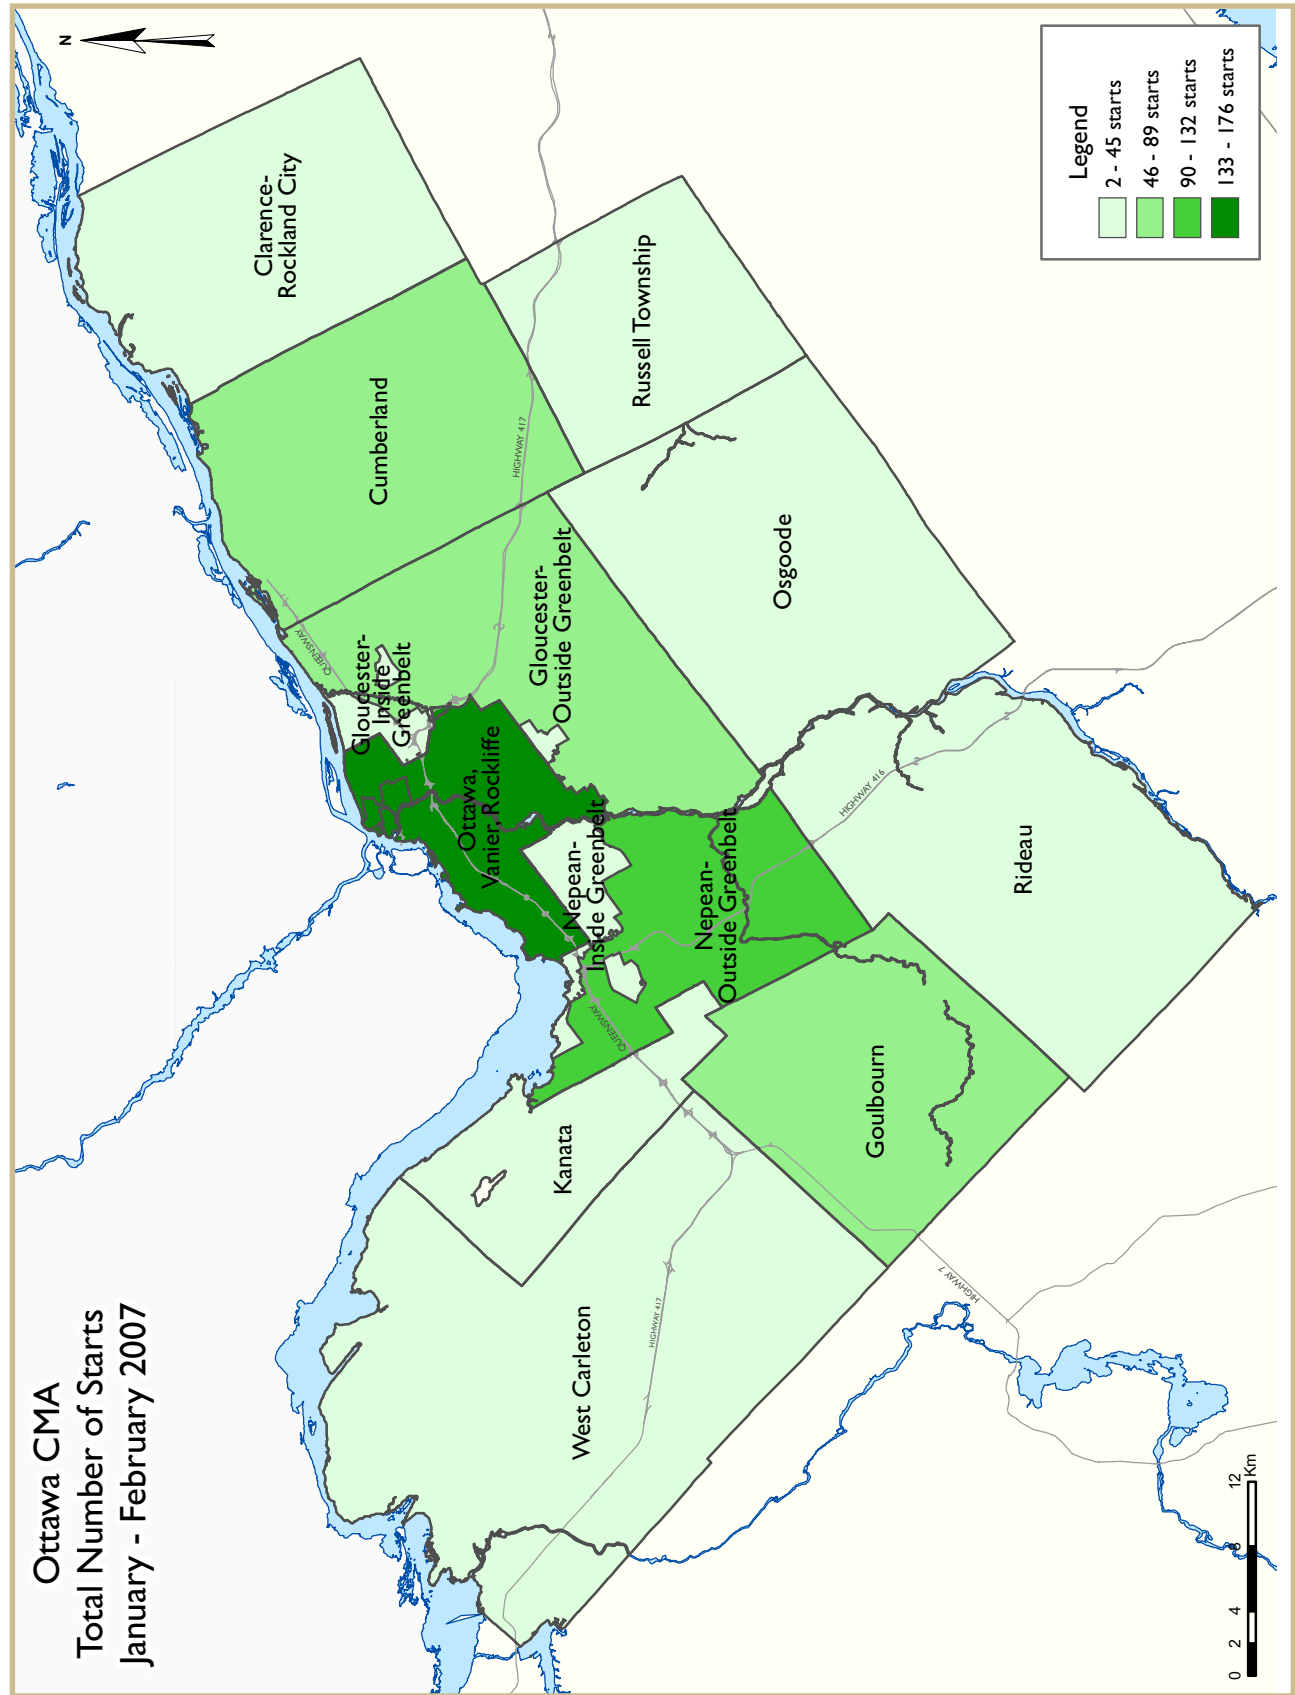 Ottawa CMA
Total Number of Starts
January - February 2007
N
Clarence-
Rockland City
Cumberland
Russell Township
HIGHWAY 417
QUEENSWAY
Gloucester-
Inside
Greenbelt
Gloucester-
Outside Greenbelt
Osgoode
Ottawa,
Vanier, Rockliffe
Nepean-
Inside Greenbelt
Nepean-
Outside Greenbelt
HIGHWAY 416
Rideau
QUEENSWAY
Kanata
Goulbourn
West Carleton
HIGHWAY 417
HIGHWAY 7
Legend
2 - 45 starts
46 - 89 starts
90 - 132 starts
133 - 176 starts
0 2 4 8 12
Km